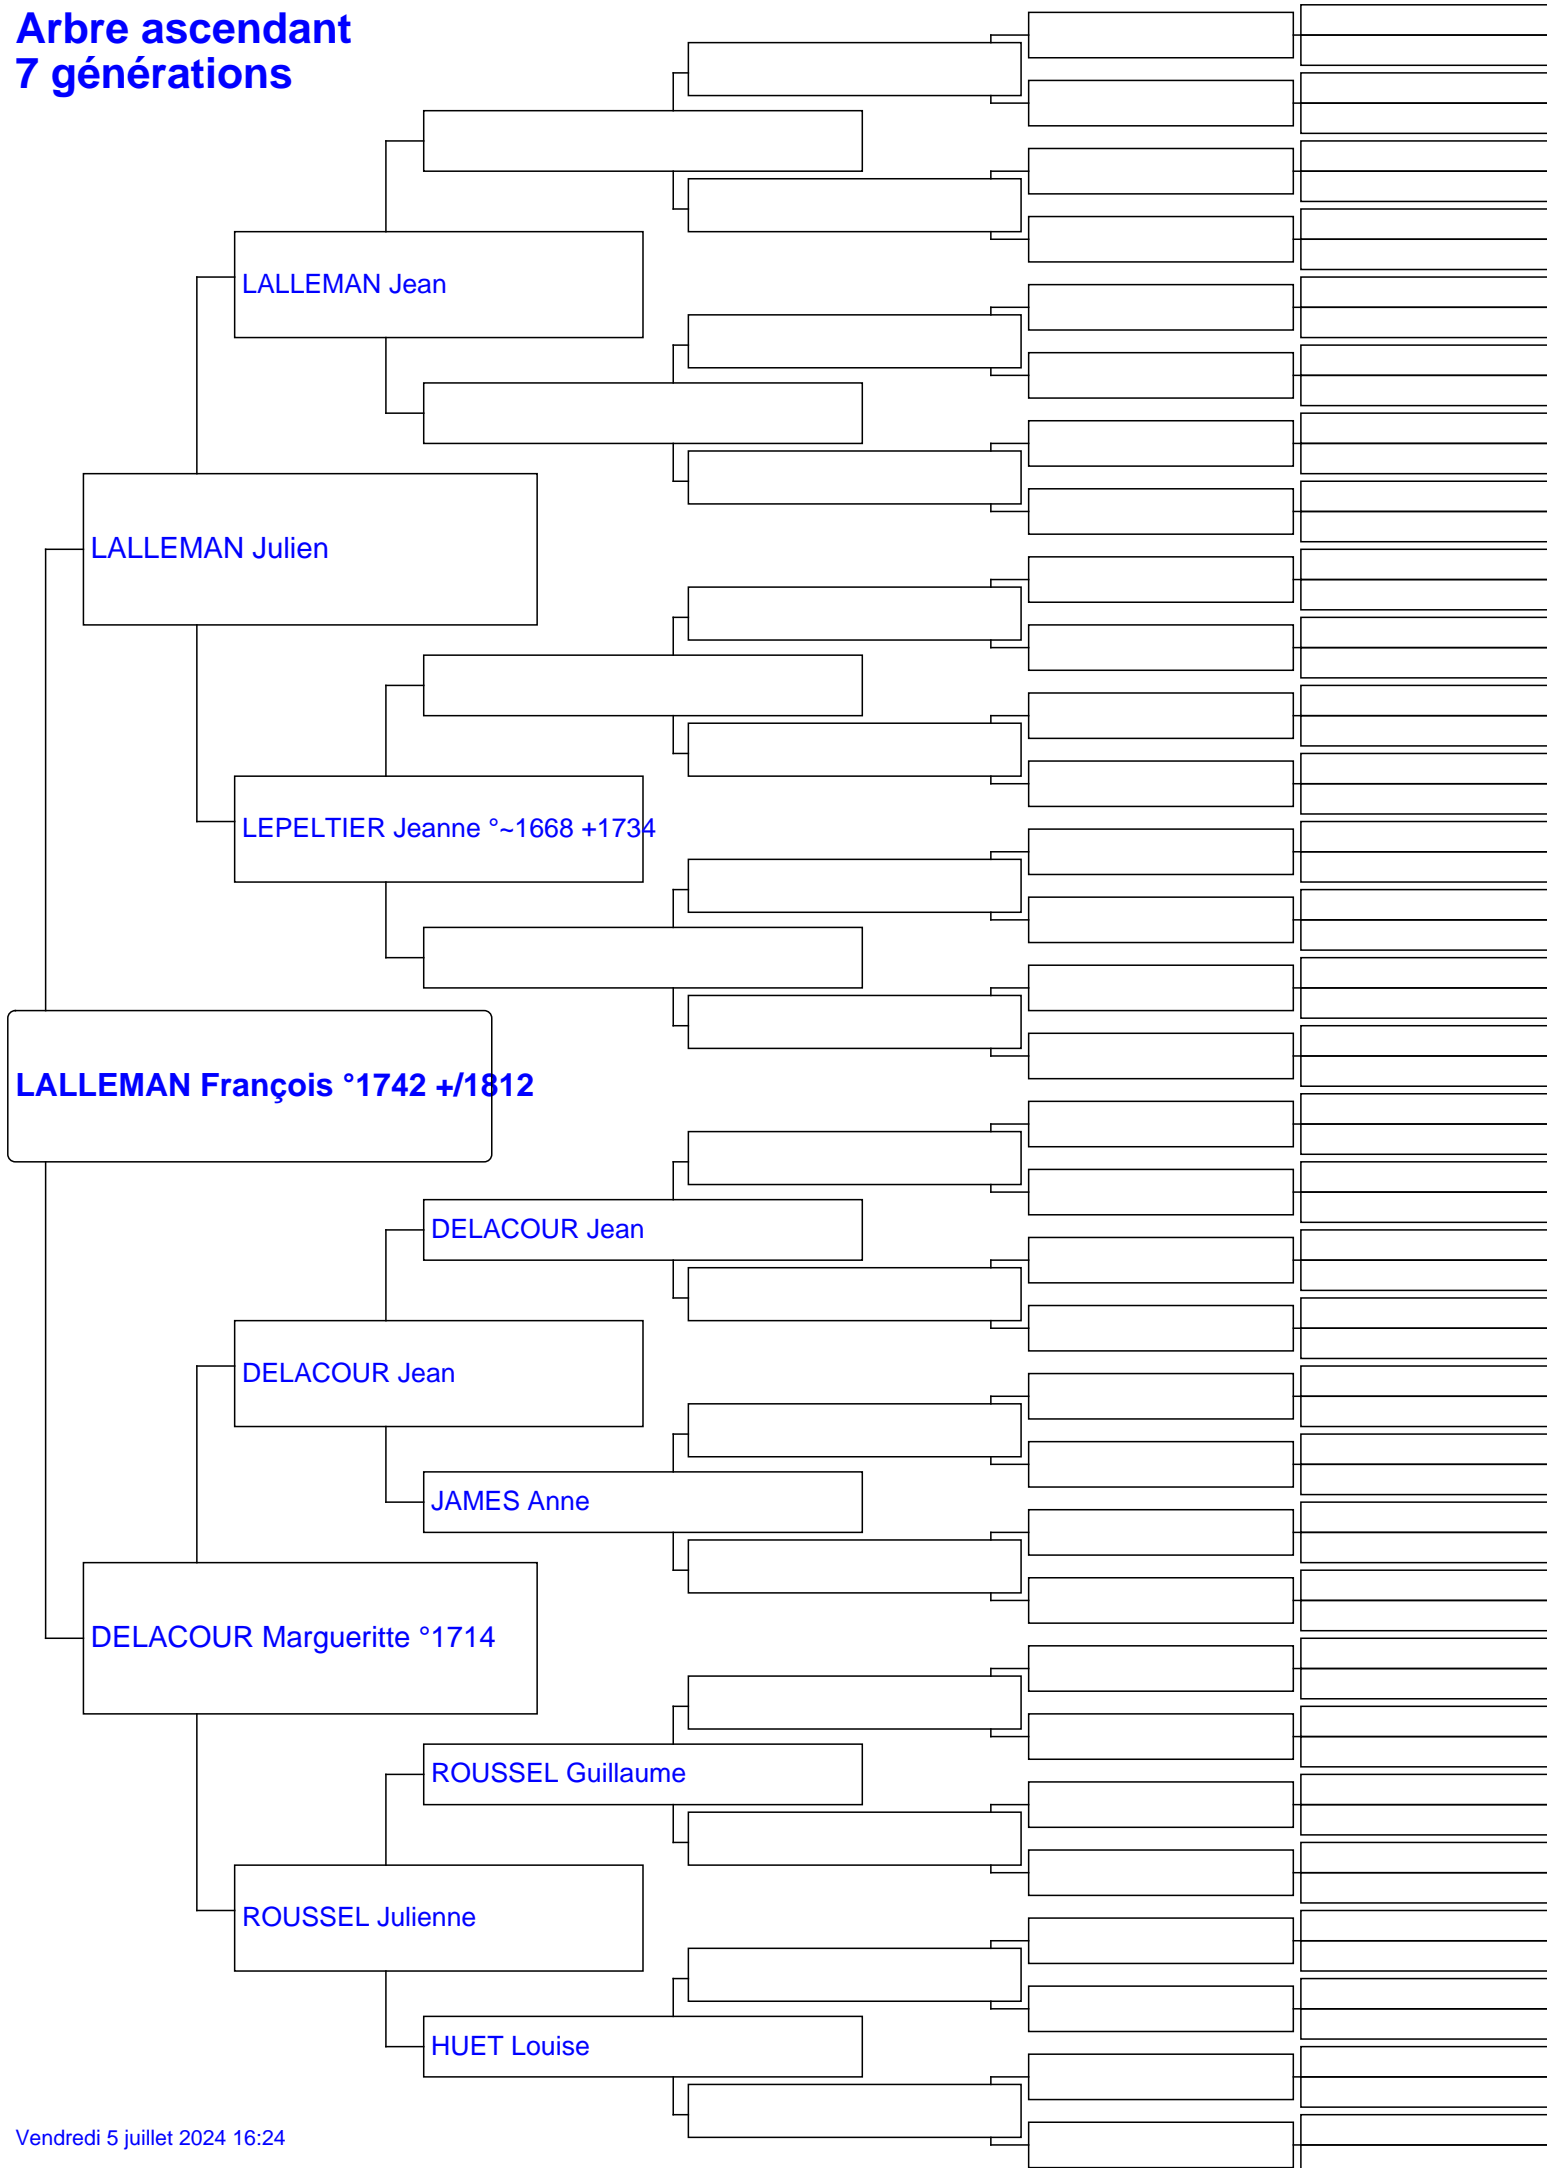 Arbre ascendant
7 générations
LALLEMAN Jean
LALLEMAN Julien
LEPELTIER Jeanne °~1668 +1734
LALLEMAN François °1742 +/1812
DELACOUR Jean
DELACOUR Jean
JAMES Anne
DELACOUR Margueritte °1714
ROUSSEL Guillaume
ROUSSEL Julienne
HUET Louise
Vendredi 5 juillet 2024 16:24